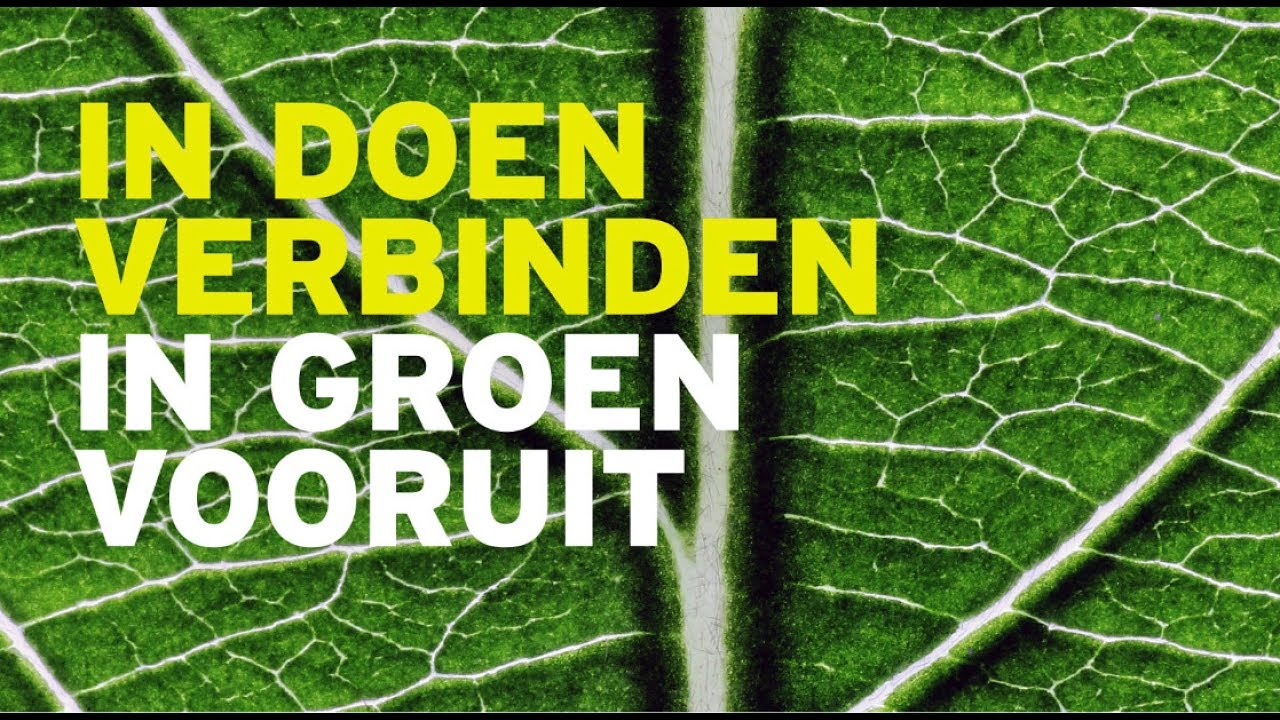 IN DOEN
VERBINDEN
IN GROEN
VOORUIT